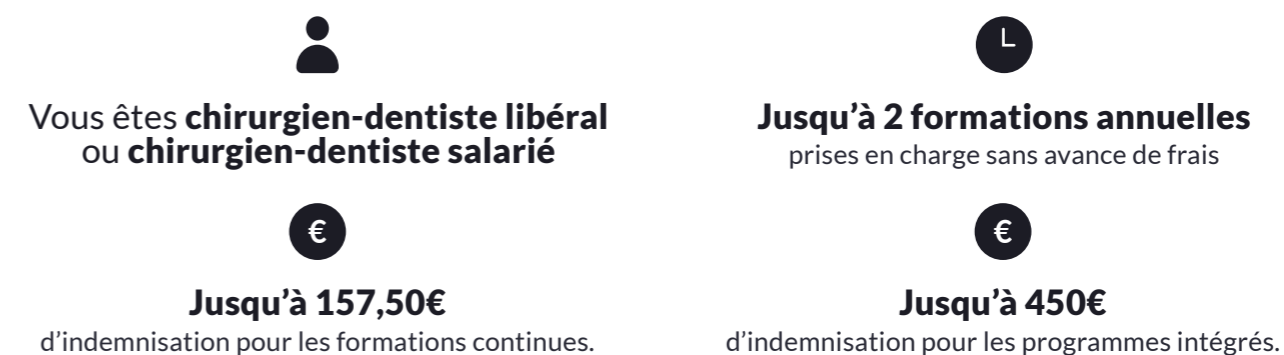 Vous êtes chirurgien-dentiste libéral
ou chirurgien-dentiste salarié
Jusqu’à 2 formations annuelles
prises en charge sans avance de frais
€
Jusqu’à 157,50€
d’indemnisation pour les formations continues.
€
Jusqu’à 450€
d’indemnisation pour les programmes intégrés.